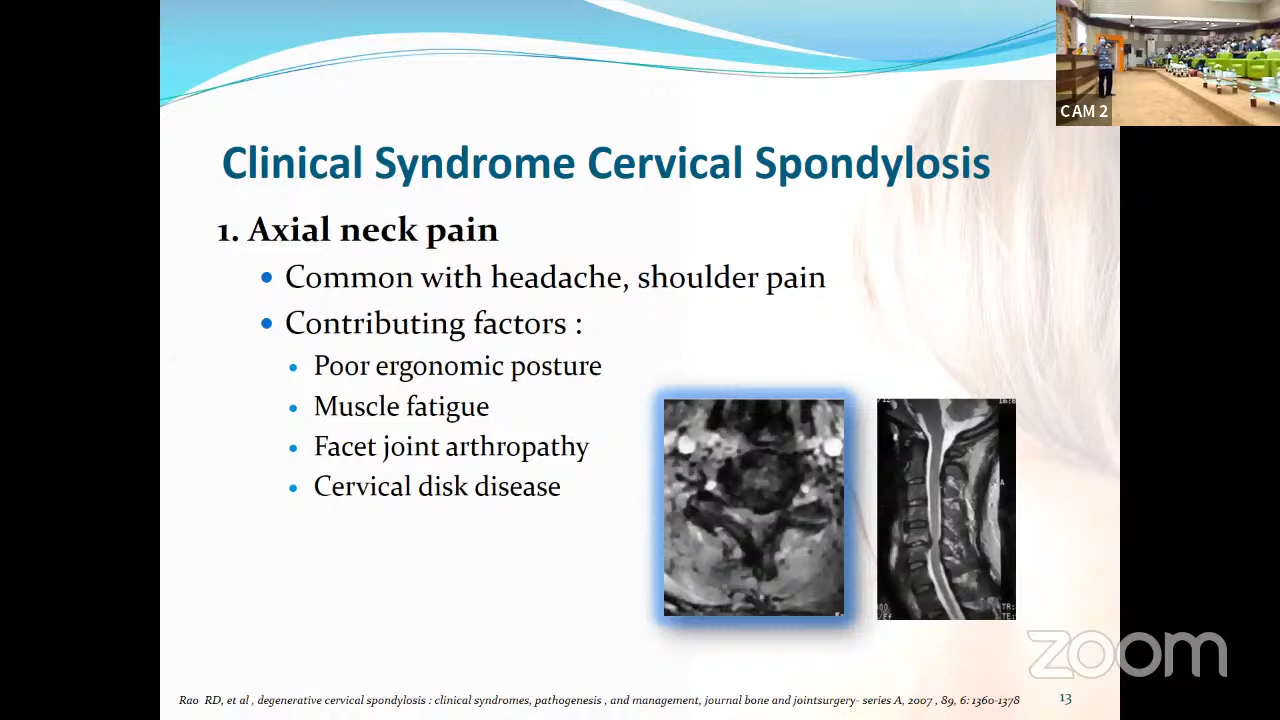 CAM 2
Clinical Syndrome Cervical Spondylosis
1. Axial neck pain
• Common with headache, shoulder pain
• Contributing factors :
• Poor ergonomic posture
• Muscle fatigue
• Facet joint arthropathy
• Cervical disk disease
A
TR:
TE:
zoom
Rao RD, et al , degenerative cervical spondylosis : clinical syndromes, pathogenesis , and management, journal bone and jointsurgery- series A, 2007 , 89, 6: 1360-1378
13